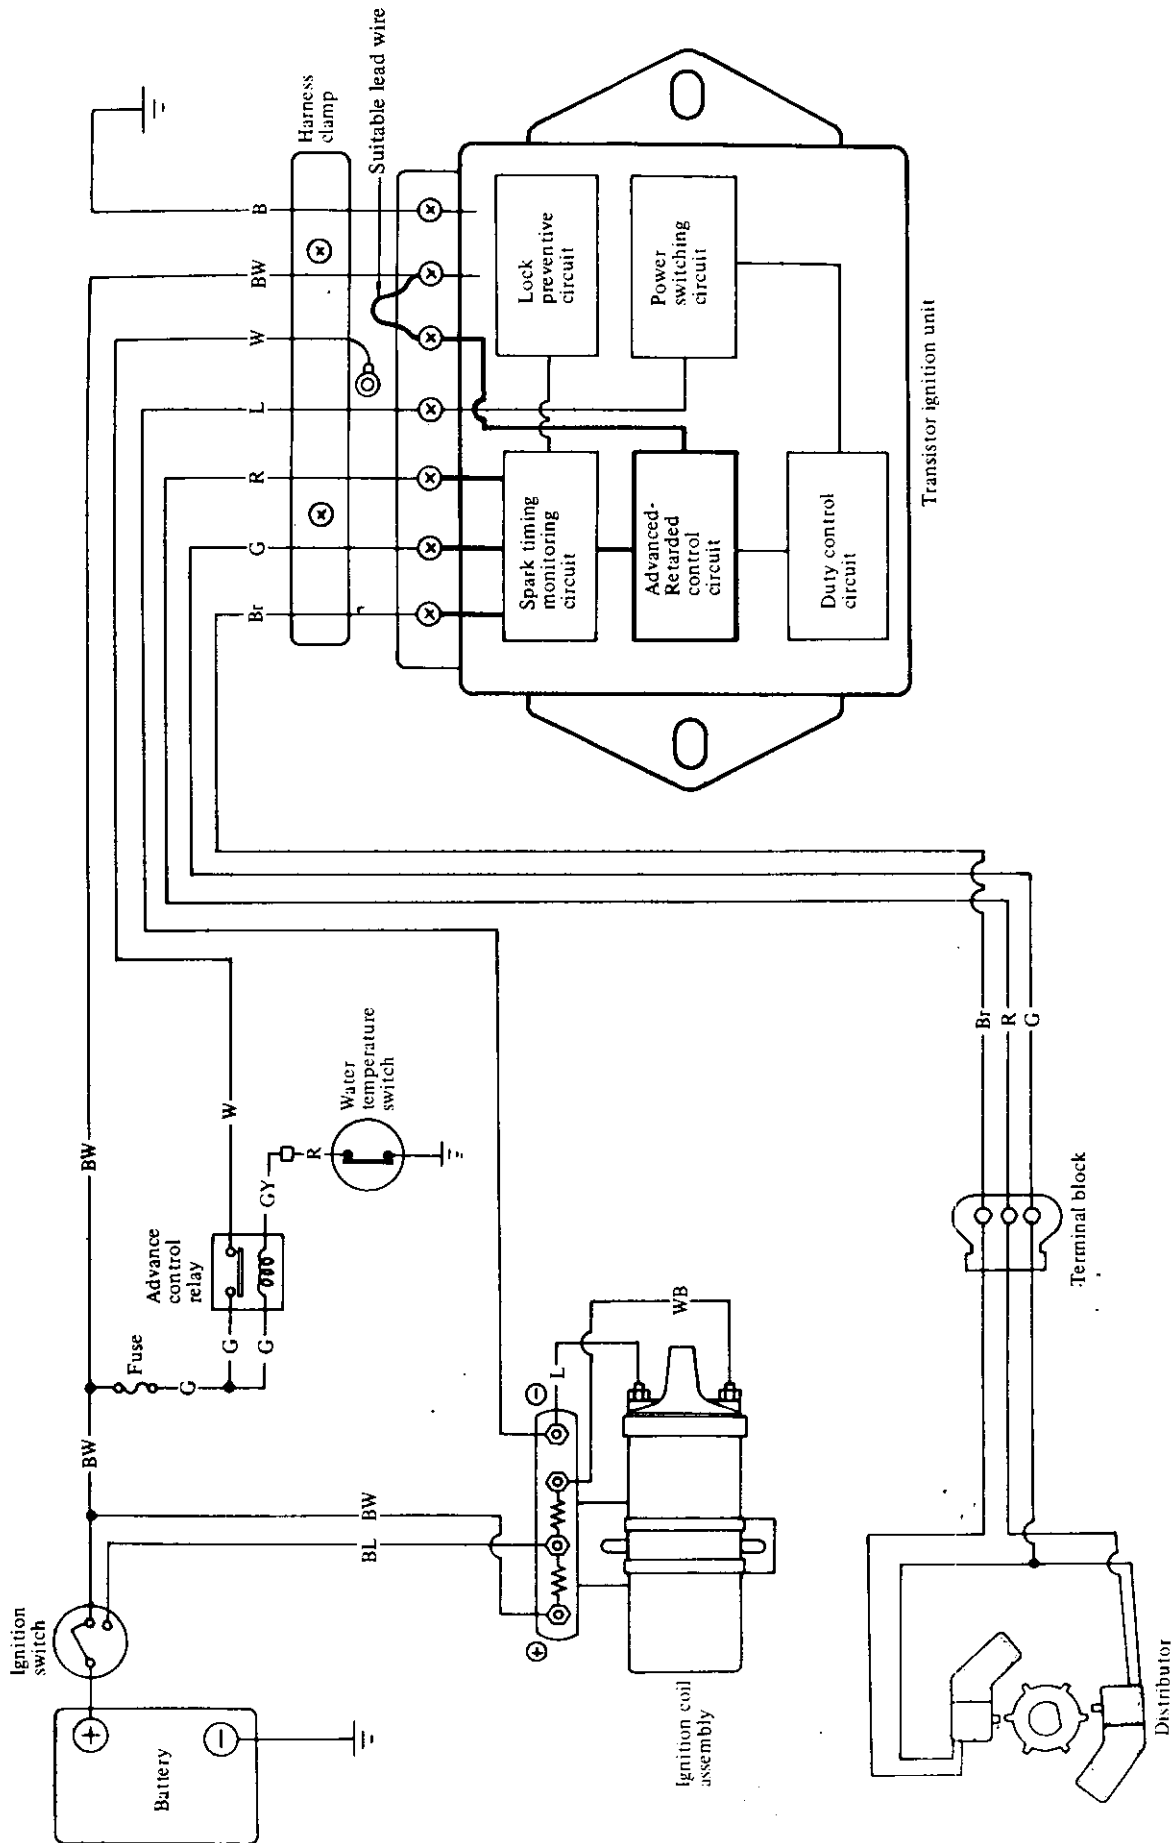 Battery
Ignition
switch
BW
BL
BW
Fuse
G
G
G
Advance
control
relay
BW
W
GY
R
Water
temperature
switch
L
WB
Ignition coil
assembly
Distributor
Terminal block
Br
R
G
Br
G
R
L
W
BW
B
Harness
clamp
Suitable lead wire
Spark timing
monitoring
circuit
Lock
preventive
circuit
Advanced-
Retarded
control
circuit
Power
switching
circuit
Duty control
circuit
Transistor ignition unit